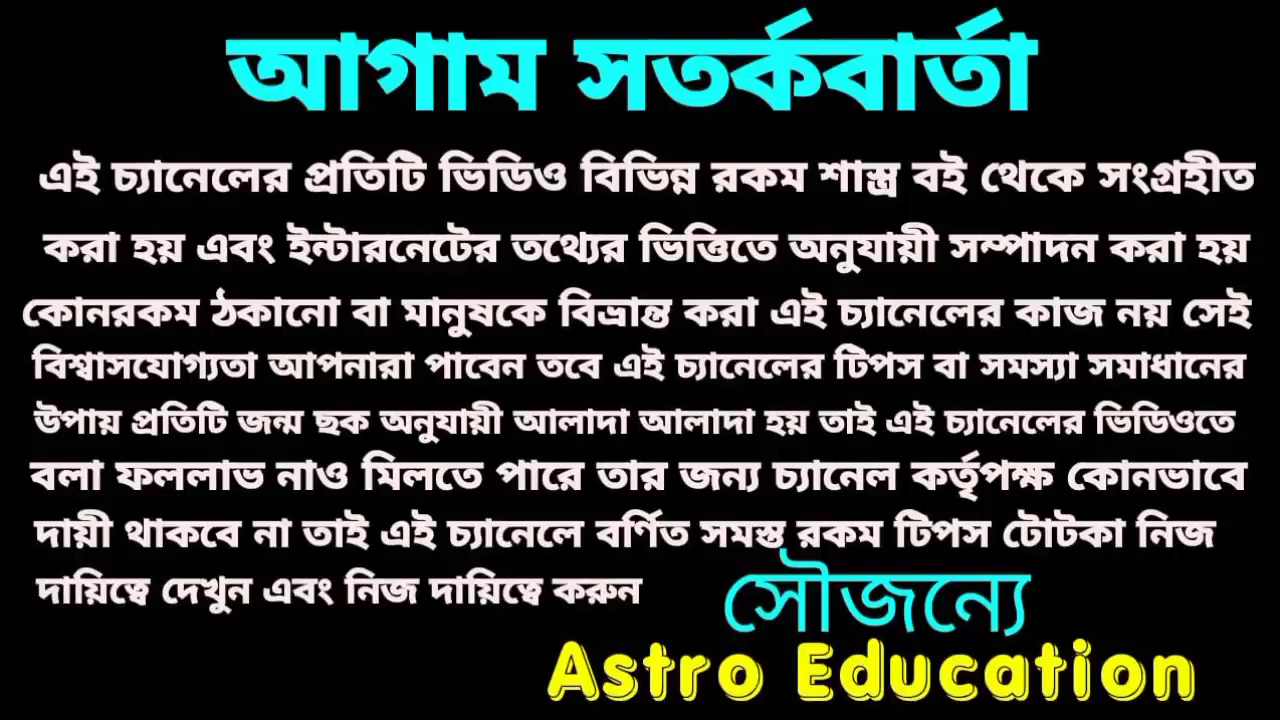 আগাম সতর্কবার্তা
এই চ্যানেলের প্রতিটি ভিডিও বিভিন্ন রকম শাস্ত্র বই থেকে সংগ্রহীত
করা হয় এবং ইন্টারনেটের তথ্যের ভিত্তিতে অনুযায়ী সম্পাদন করা হয়
কোনরকম ঠকানো বা মানুষকে বিভ্রান্ত করা এই চ্যানেলের কাজ নয় সেই
বিশ্বাসযোগ্যতা আপনারা পাবেন তবে এই চ্যানেলের টিপস বা সমস্যা সমাধানের
উপায় প্রতিটি জন্ম ছক অনুযায়ী আলাদা আলাদা হয় তাই এই চ্যানেলের ভিডিওতে
বলা ফললাভ নাও মিলতে পারে তার জন্য চ্যানেল কর্তৃপক্ষ কোনভাবে
দায়ী থাকবে না তাই এই চ্যানেলে বর্ণিত সমস্ত রকম টিপস টোটকা নিজ
দায়িত্বে দেখুন এবং নিজ দায়িত্বে করুন
সৌজন্যে
Astro Education